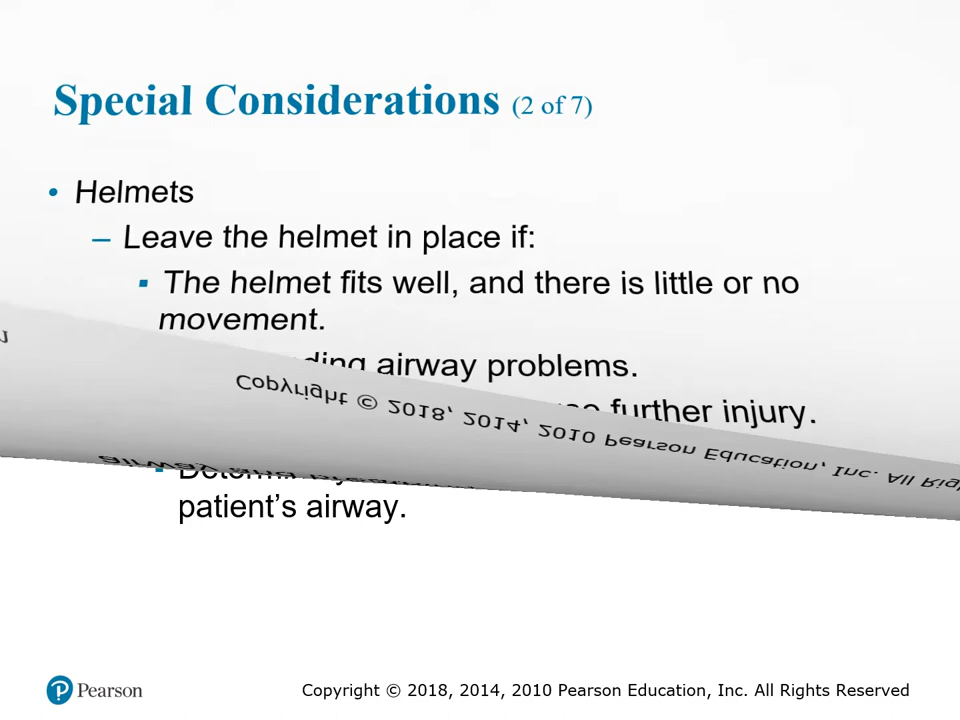 Special Considerations (2 of 7)
• Helmets
– Leave the helmet in place if:
▪ The helmet fits well, and there is little or no
movement.
airway problems.
further injury.
Copyright © 2018, 2014, 2010 Pearson Education, Inc. All
airway and
patient’s airway.
Pearson
Copyright © 2018, 2014, 2010 Pearson Education, Inc. All Rights Reserved